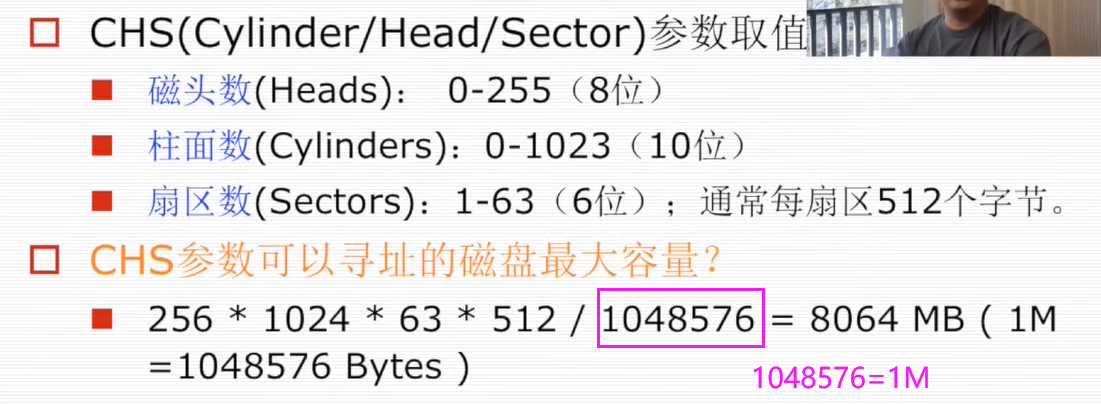 CHS(Cylinder/Head/Sector)参数取值
磁头数(Heads)： 0-255（8位）
柱面数(Cylinders)：0-1023（10位）
扇区数(Sectors)：1-63（6位）；通常每扇区512个字节。
CHS参数可以寻址的磁盘最大容量？
256 * 1024 * 63 * 512 / 1048576 = 8064 MB ( 1M
=1048576 Bytes )
1048576=1M